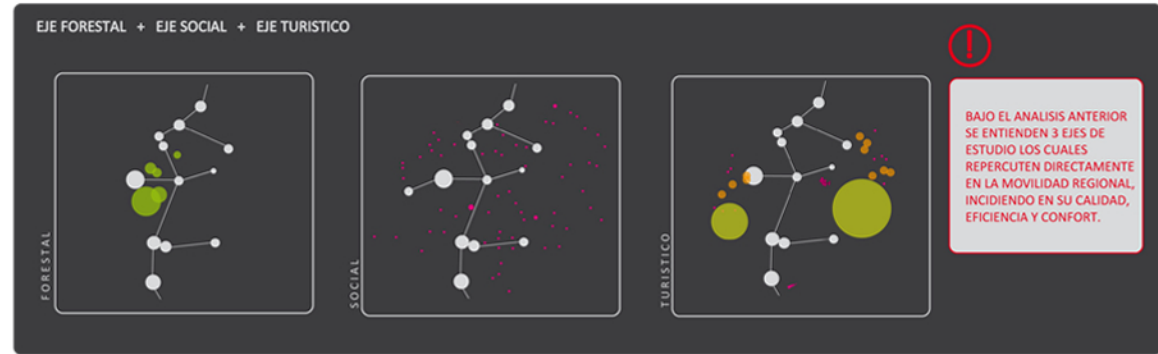 EJE FORESTAL + EJE SOCIAL + EJE TURISTICO
FORESTAL
SOCIAL
TURISTICO
!
BAJO EL ANALISIS ANTERIOR
SE ENTIENDEN 3 EJES DE
ESTUDIO LOS CUALES
REPERCUTEN DIRECTAMENTE
EN LA MOVILIDAD REGIONAL,
INCIDIENDO EN SU CALIDAD,
EFICIENCIA Y CONFORT.